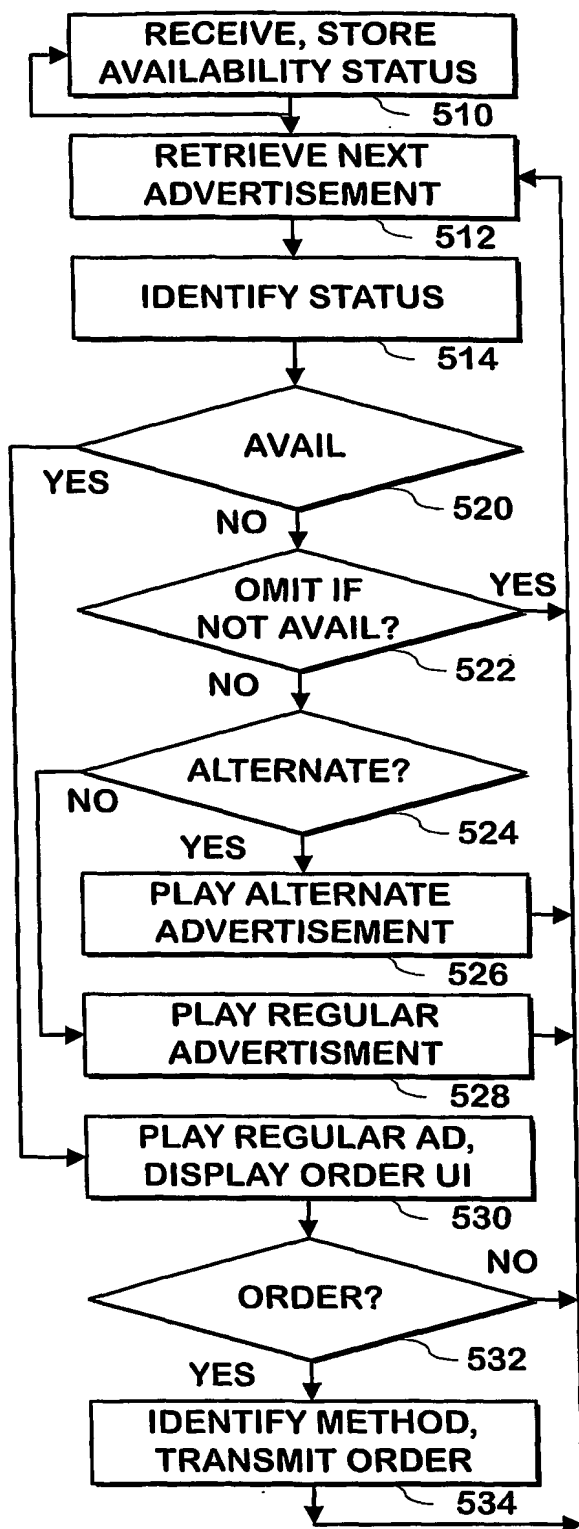 RECEIVE, STORE
AVAILABILITY STATUS
510
RETRIEVE NEXT
ADVERTISEMENT
512
IDENTIFY STATUS
514
AVAIL
YES
520
NO
OMIT IF
NOT AVAIL?
YES
522
NO
ALTERNATE?
NO
524
YES
PLAY ALTERNATE
ADVERTISEMENT
526
PLAY REGULAR
ADVERTISMENT
528
PLAY REGULAR AD,
DISPLAY ORDER UI
530
ORDER?
NO
532
YES
IDENTIFY METHOD,
TRANSMIT ORDER
534